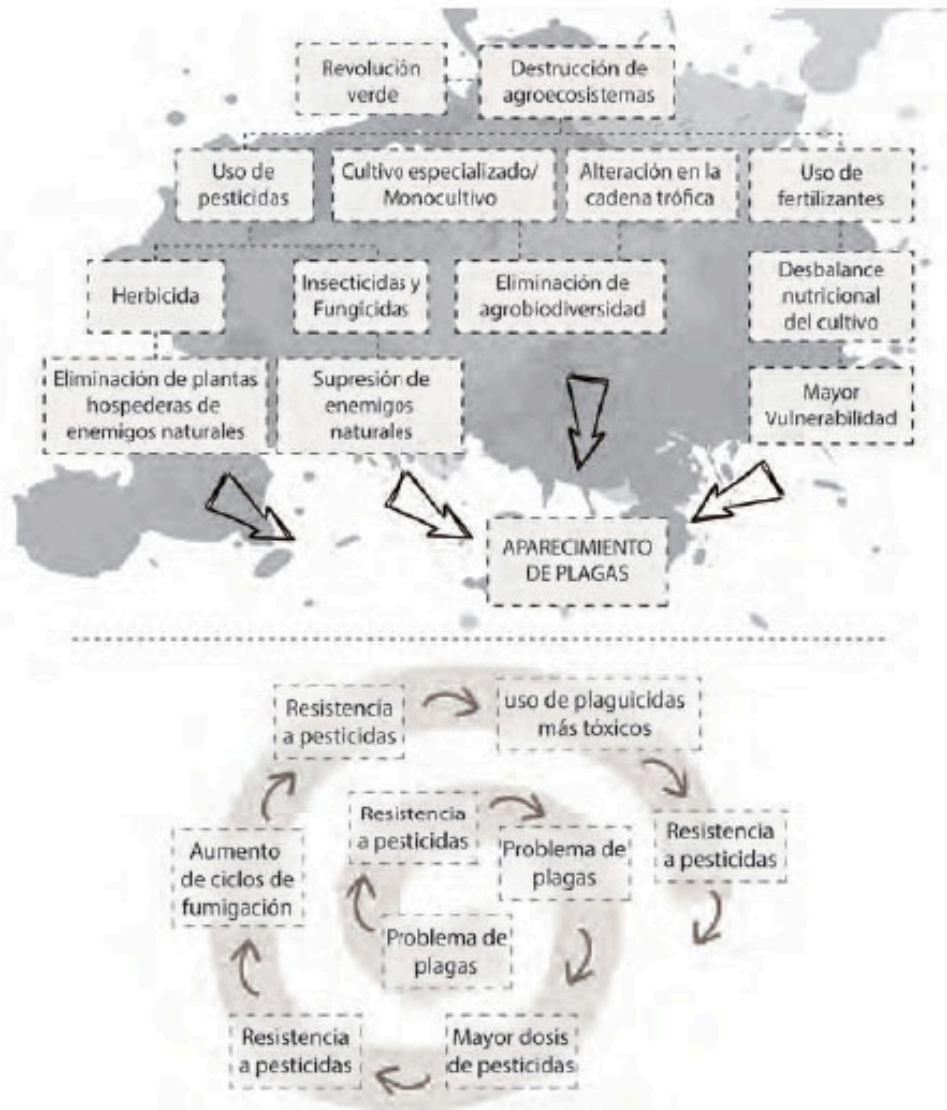 Revolución
verde
Destrucción de
agroecosistemas
Uso de
pesticidas
Cultivo especializado/
Monocultivo
Alteración en la
cadena trófica
Uso de
fertilizantes
Herbicida
Insecticidas y
Fungicidas
Eliminación de
agrobiodiversidad
Desbalance
nutricional
del cultivo
Eliminación de plantas
hospederas de
enemigos naturales
Supresión de
enemigos
naturales
Mayor
Vulnerabilidad
APARECIMIENTO
DE PLAGAS
Problema de
plagas
Resistencia
a pesticidas
Problema de
plagas
Mayor dosis
de pesticidas
Resistencia
a pesticidas
Aumento
de ciclos de
fumigación
Resistencia
a pesticidas
uso de plaguicidas
más tóxicos
Resistencia
a pesticidas